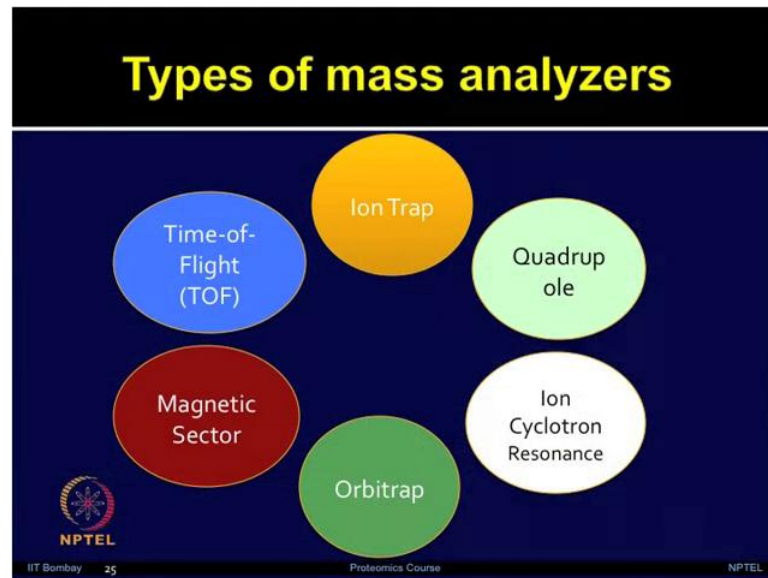 Types of mass analyzers
Ion Trap
Time-of-
Flight
(TOF)
Quadrup
ole
Magnetic
Sector
Ion
Cyclotron
Resonance
Orbitrap
NPTEL
IIT Bombay 25 Proteomics Course NPTEL